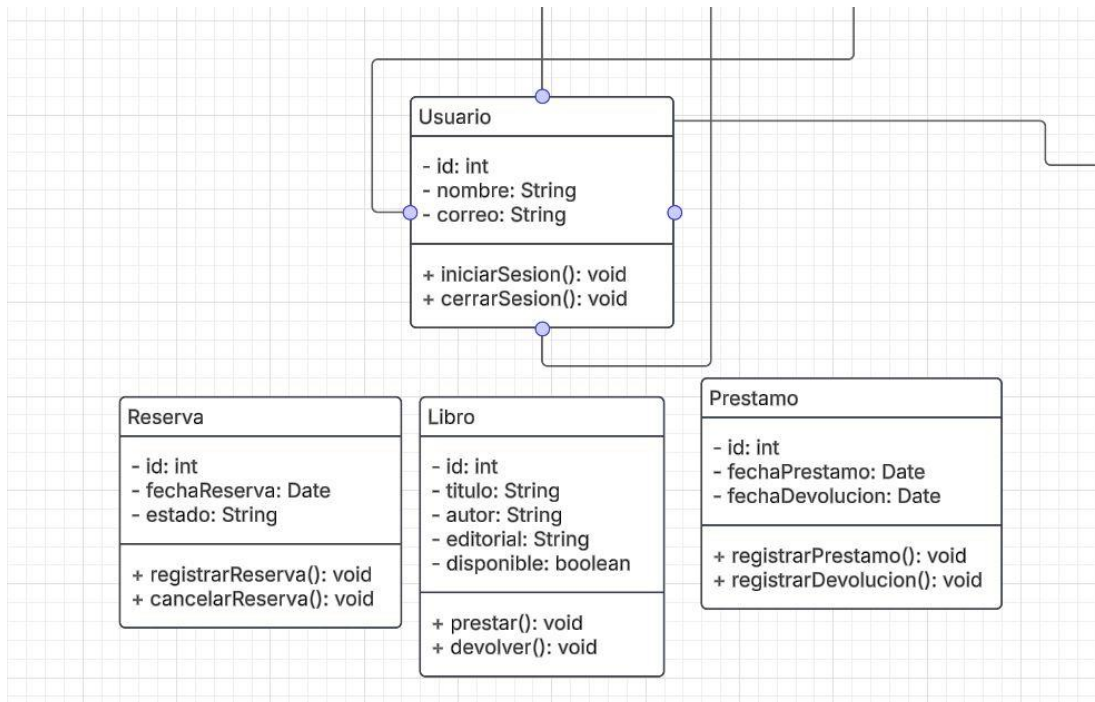 Usuario
- id: int
- nombre: String
- correo: String
+ iniciarSesion(): void
+ cerrarSesion(): void
Reserva
- id: int
- fechaReserva: Date
- estado: String
+ registrarReserva(): void
+ cancelarReserva(): void
Libro
- id: int
- titulo: String
- autor: String
- editorial: String
- disponible: boolean
+ prestar(): void
+ devolver(): void
Prestamo
- id: int
- fechaPrestamo: Date
- fechaDevolucion: Date
+ registrarPrestamo(): void
+ registrarDevolucion(): void